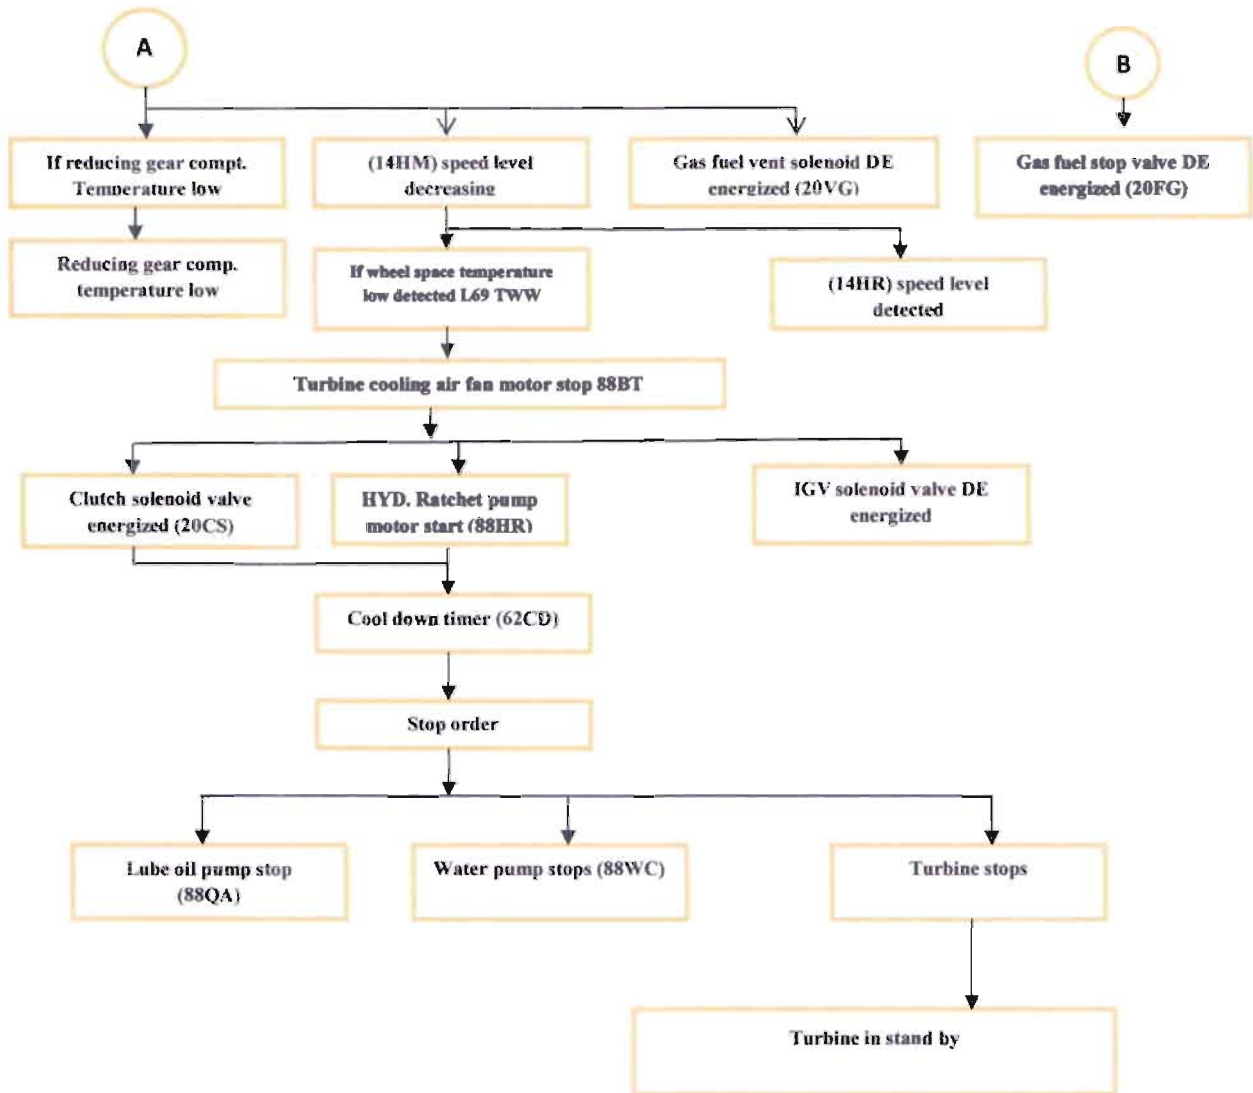 A
B
If reducing gear compt.
Temperature low
(14HM) speed level
decreasing
Gas fuel vent solenoid DE
energized (20VG)
Gas fuel stop valve DE
energized (20FG)
Reducing gear comp.
temperature low
If wheel space temperature
low detected L69 TWW
(14HR) speed level
detected
Turbine cooling air fan motor stop 88BT
Clutch solenoid valve
energized (20CS)
HYD. Ratchet pump
motor start (88HR)
IGV solenoid valve DE
energized
Cool down timer (62CD)
Stop order
Lube oil pump stop
(88QA)
Water pump stops (88WC)
Turbine stops
Turbine in stand by